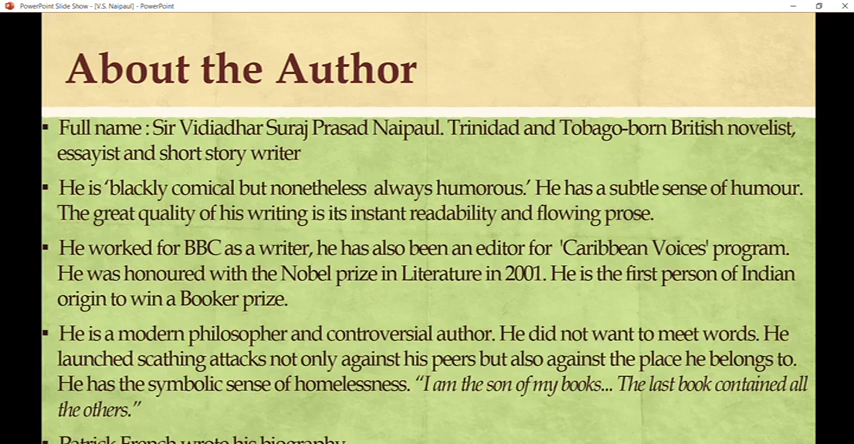 PowerPoint Slide Show - [V.S. Naipaul] - PowerPoint
About the Author
▪ Full name : Sir Vidiadhar Suraj Prasad Naipaul. Trinidad and Tobago-born British novelist,
essayist and short story writer
▪ He is ‘blackly comical but nonetheless always humorous.’ He has a subtle sense of humour.
The great quality of his writing is its instant readability and flowing prose.
▪ He worked for BBC as a writer, he has also been an editor for 'Caribbean Voices' program.
He was honoured with the Nobel prize in Literature in 2001. He is the first person of Indian
origin to win a Booker prize.
▪ He is a modern philosopher and controversial author. He did not want to meet words. He
launched scathing attacks not only against his peers but also against the place he belongs to.
He has the symbolic sense of homelessness. “I am the son of my books... The last book contained all
the others.”
▪ Patrick French wrote his biography